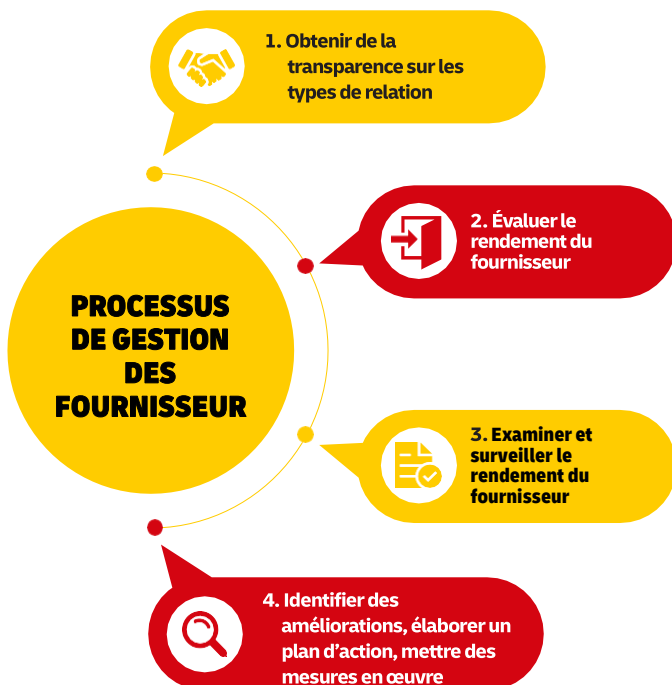 1. Obtenir de la
transparence sur les
types de relation
2. Évaluer le
rendement du
fournisseur
PROCESSUS
DE GESTION
DES
FOURNISSEUR
3. Examiner et
surveiller le
rendement du
fournisseur
4. Identifier des
améliorations, élaborer un
plan d’action, mettre des
mesures en œuvre